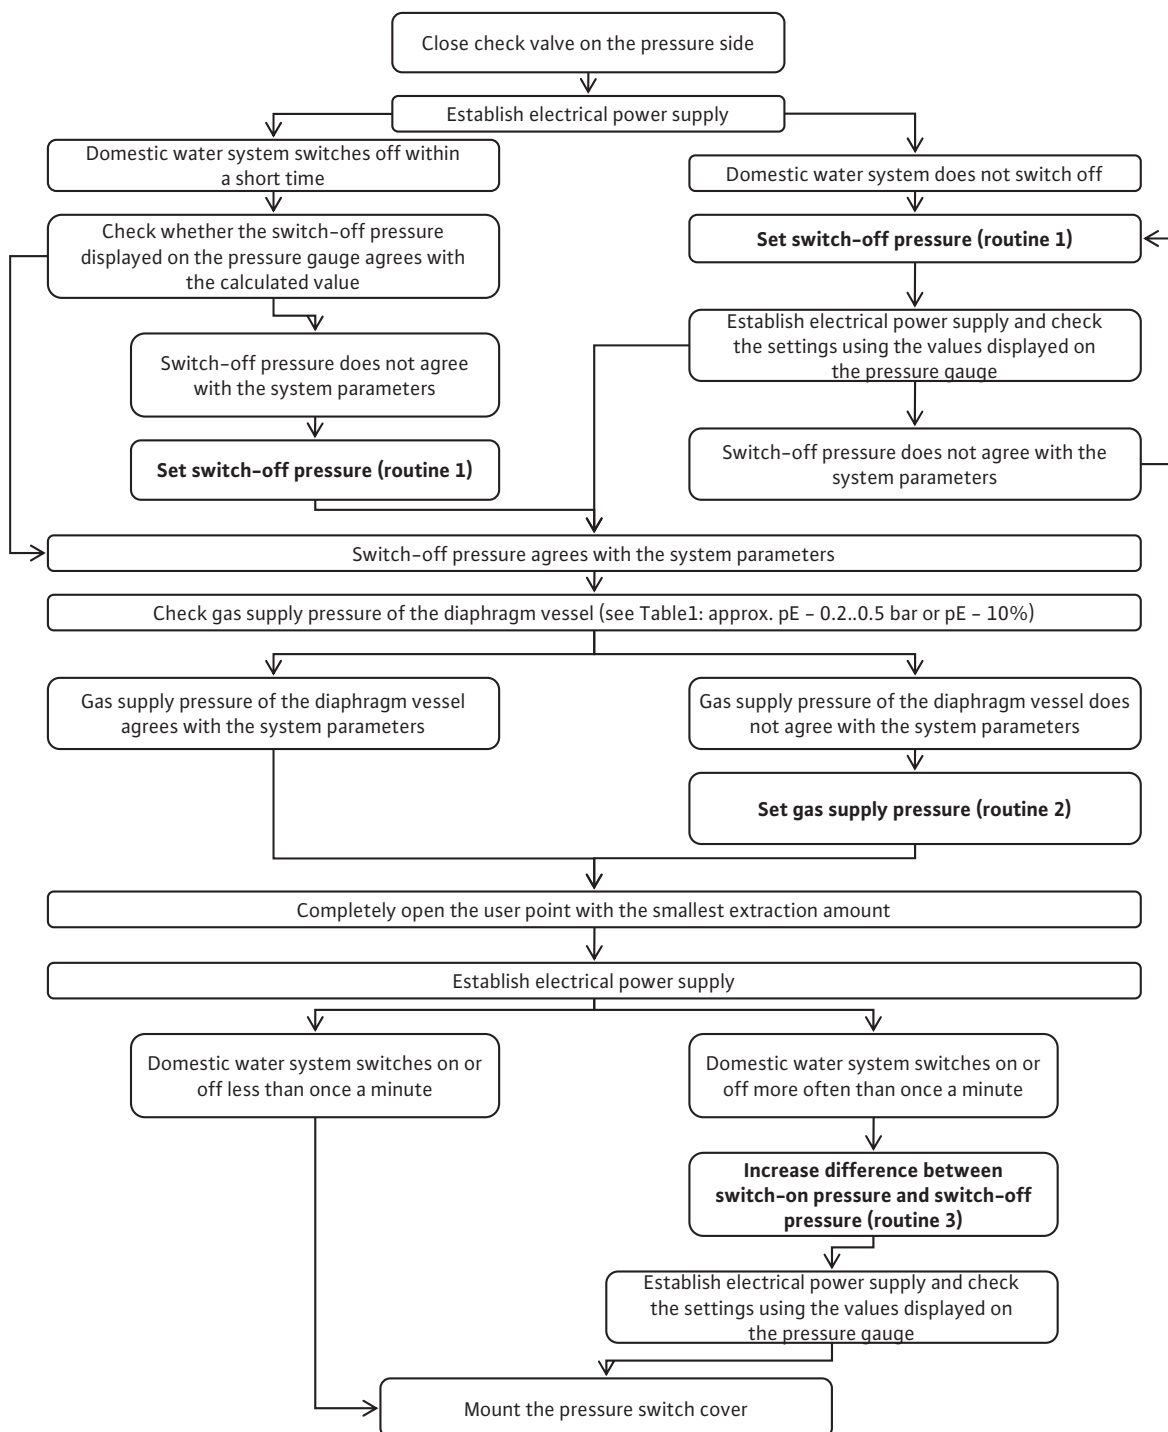 Close check valve on the pressure side
Establish electrical power supply
Domestic water system switches off within
a short time
Domestic water system does not switch off
Check whether the switch-off pressure
displayed on the pressure gauge agrees with
the calculated value
Set switch-off pressure (routine 1)
Switch-off pressure does not agree
with the system parameters
Establish electrical power supply and check
the settings using the values displayed on
the pressure gauge
Set switch-off pressure (routine 1)
Switch-off pressure does not agree with the
system parameters
Switch-off pressure agrees with the system parameters
Check gas supply pressure of the diaphragm vessel (see Table1: approx. pE - 0.2..0.5 bar or pE - 10%)
Gas supply pressure of the diaphragm vessel
agrees with the system parameters
Gas supply pressure of the diaphragm vessel does
not agree with the system parameters
Set gas supply pressure (routine 2)
Completely open the user point with the smallest extraction amount
Establish electrical power supply
Domestic water system switches on or
off less than once a minute
Domestic water system switches on or
off more often than once a minute
Increase difference between
switch-on pressure and switch-off
pressure (routine 3)
Establish electrical power supply and check
the settings using the values displayed on
the pressure gauge
Mount the pressure switch cover